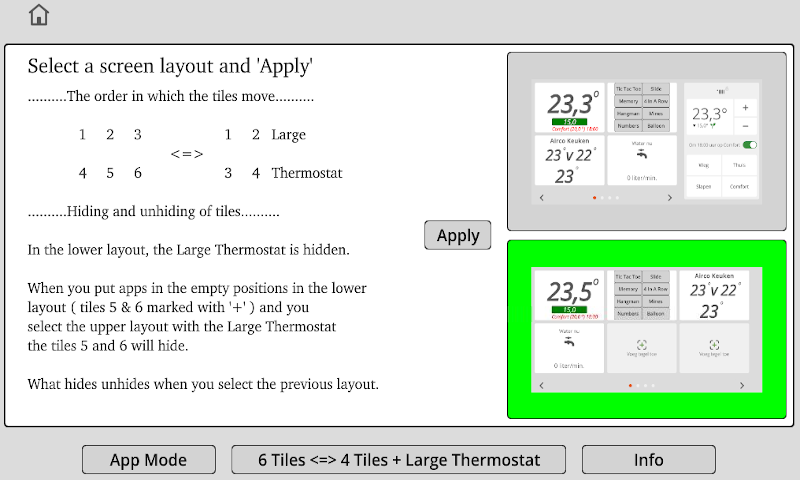 Select a screen layout and 'Apply'
..........The order in which the tiles move..........
1 2 3 1 2 Large
<=>
4 5 6 3 4 Thermostat
..........Hiding and unhiding of tiles..........
In the lower layout, the Large Thermostat is hidden.
When you put apps in the empty positions in the lower
layout ( tiles 5 & 6 marked with '+' ) and you
select the upper layout with the Large Thermostat
the tiles 5 and 6 will hide.
What hides unhides when you select the previous layout.
Apply
23,3°
15,0
Tic Tac Toe Slide
Memory 4 In A Row
Hangman Mines
Numbers Balloon
23,3°
+
−
Airco Keuken
23° v 22°
23°
Water nu
0 liter/min.
Weg Thuis
Slapen Comfort
<
>
23,5°
15,0
Tic Tac Toe Slide
Memory 4 In A Row
Hangman Mines
Numbers Balloon
Airco Keuken
23° v 22°
23°
Water nu
0 liter/min.
Voeg tegel toe
Voeg tegel toe
<
>
App Mode
6 Tiles <=> 4 Tiles + Large Thermostat
Info